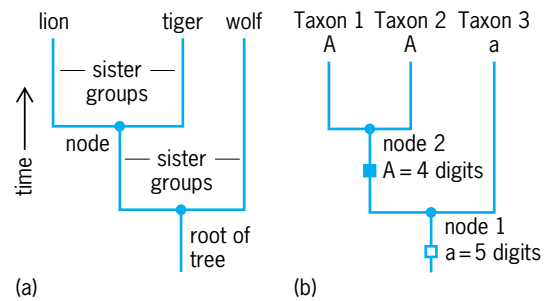 lion tiger wolf
sister
groups
node
time
sister
groups
root of
tree
(a)
Taxon 1 Taxon 2 Taxon 3
A A a
node 2
A = 4 digits
node 1
a = 5 digits
(b)